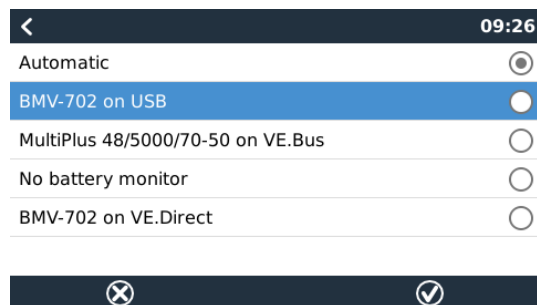 09:26
Automatic
BMV-702 on USB
MultiPlus 48/5000/70-50 on VE.Bus
No battery monitor
BMV-702 on VE.Direct